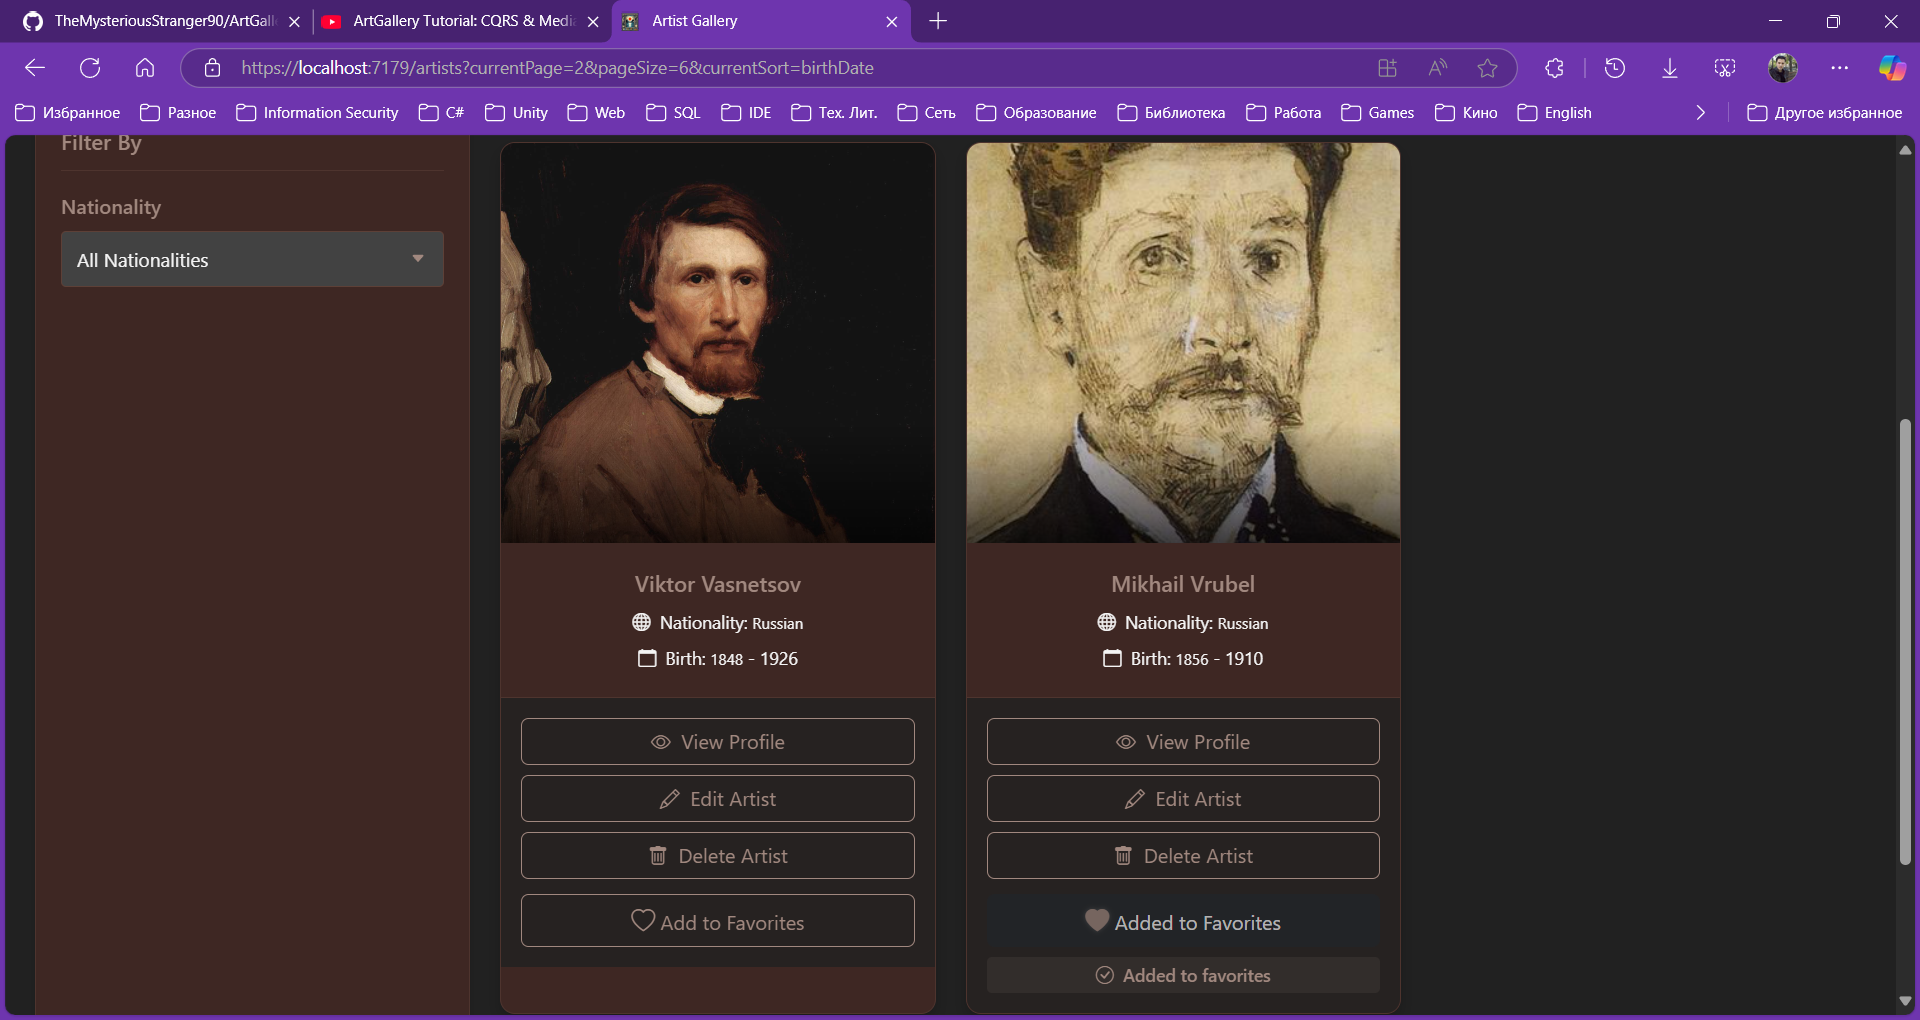 TheMysteriousStranger90/ArtGall
ArtGallery Tutorial: CQRS & Media
Artist Gallery
https://localhost:7179/artists?currentPage=2&pageSize=6&currentSort=birthDate
Избранное
Разное
Information Security
C#
Unity
Web
SQL
IDE
Тех. Лит.
Сеть
Образование
Библиотека
Работа
Games
Кино
English
Другое избранное
Filter By
Nationality
All Nationalities
Viktor Vasnetsov
Nationality: Russian
Birth: 1848 - 1926
View Profile
Edit Artist
Delete Artist
Add to Favorites
Mikhail Vrubel
Nationality: Russian
Birth: 1856 - 1910
View Profile
Edit Artist
Delete Artist
Added to Favorites
Added to favorites